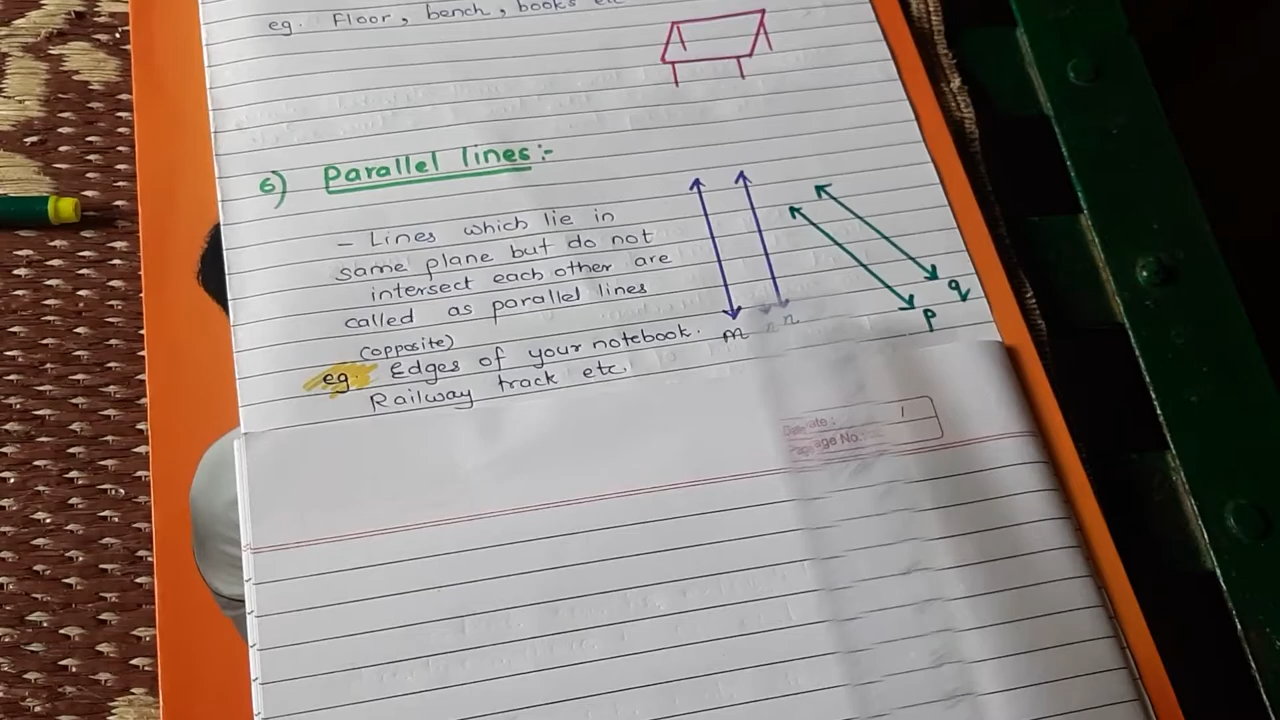 eg. Floor, bench, books etc
6) Parallel lines:-
- Lines which lie in
same plane but do not
intersect each other are
called as parallel lines
(opposite)
eg. Edges of your notebook.
Railway track etc.
m n
p q
Page No.: